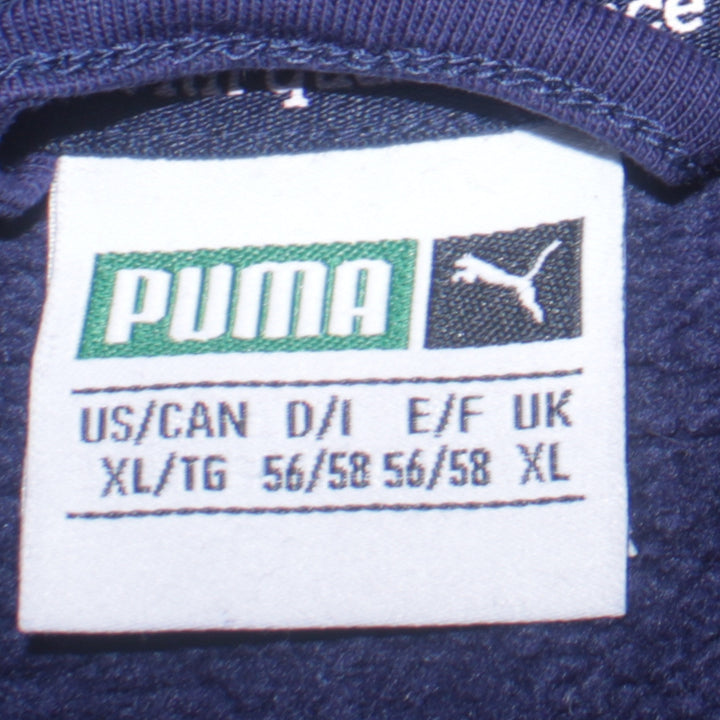 PUMA
US/CAN D/I E/F UK
XL/TG 56/58 56/58 XL